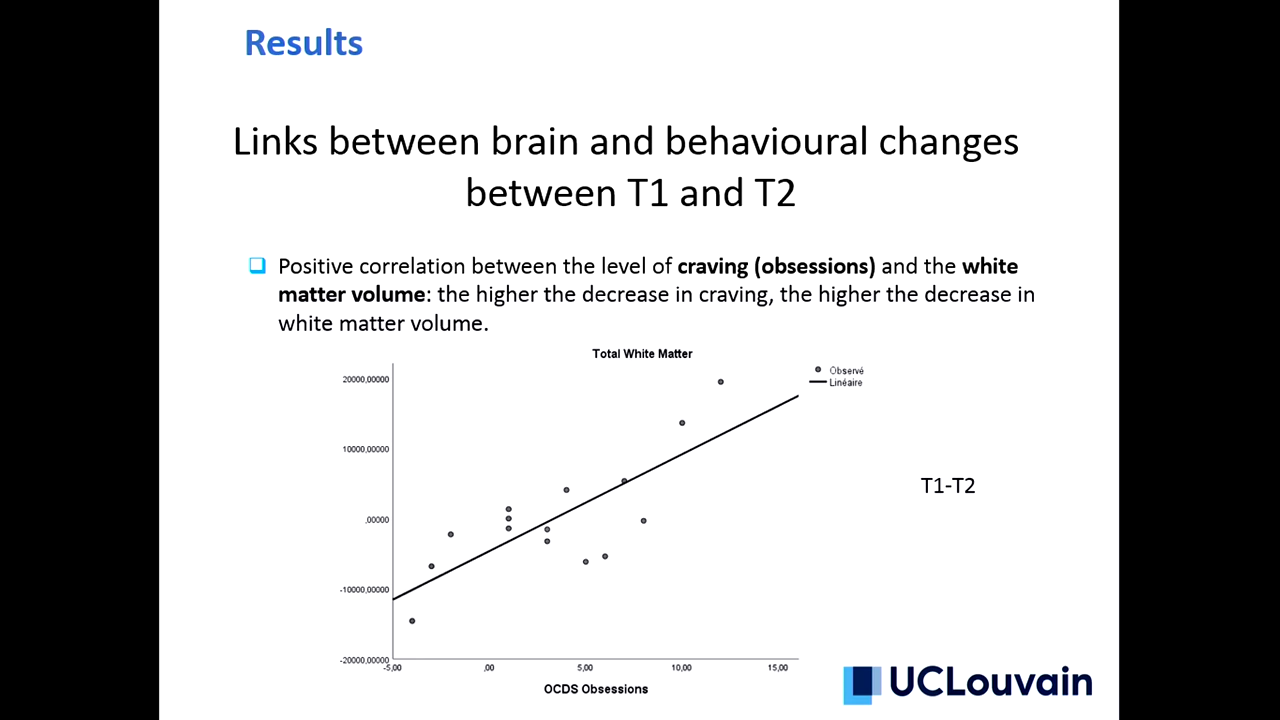 Results
Links between brain and behavioural changes
between T1 and T2
Positive correlation between the level of craving (obsessions) and the white
matter volume: the higher the decrease in craving, the higher the decrease in
white matter volume.
Total White Matter
Observé
Linéaire
20000,00000
10000,00000
,00000
-10000,00000
-20000,00000
-5,00 ,00 5,00 10,00 15,00
OCDS Obsessions
T1-T2
UCLouvain